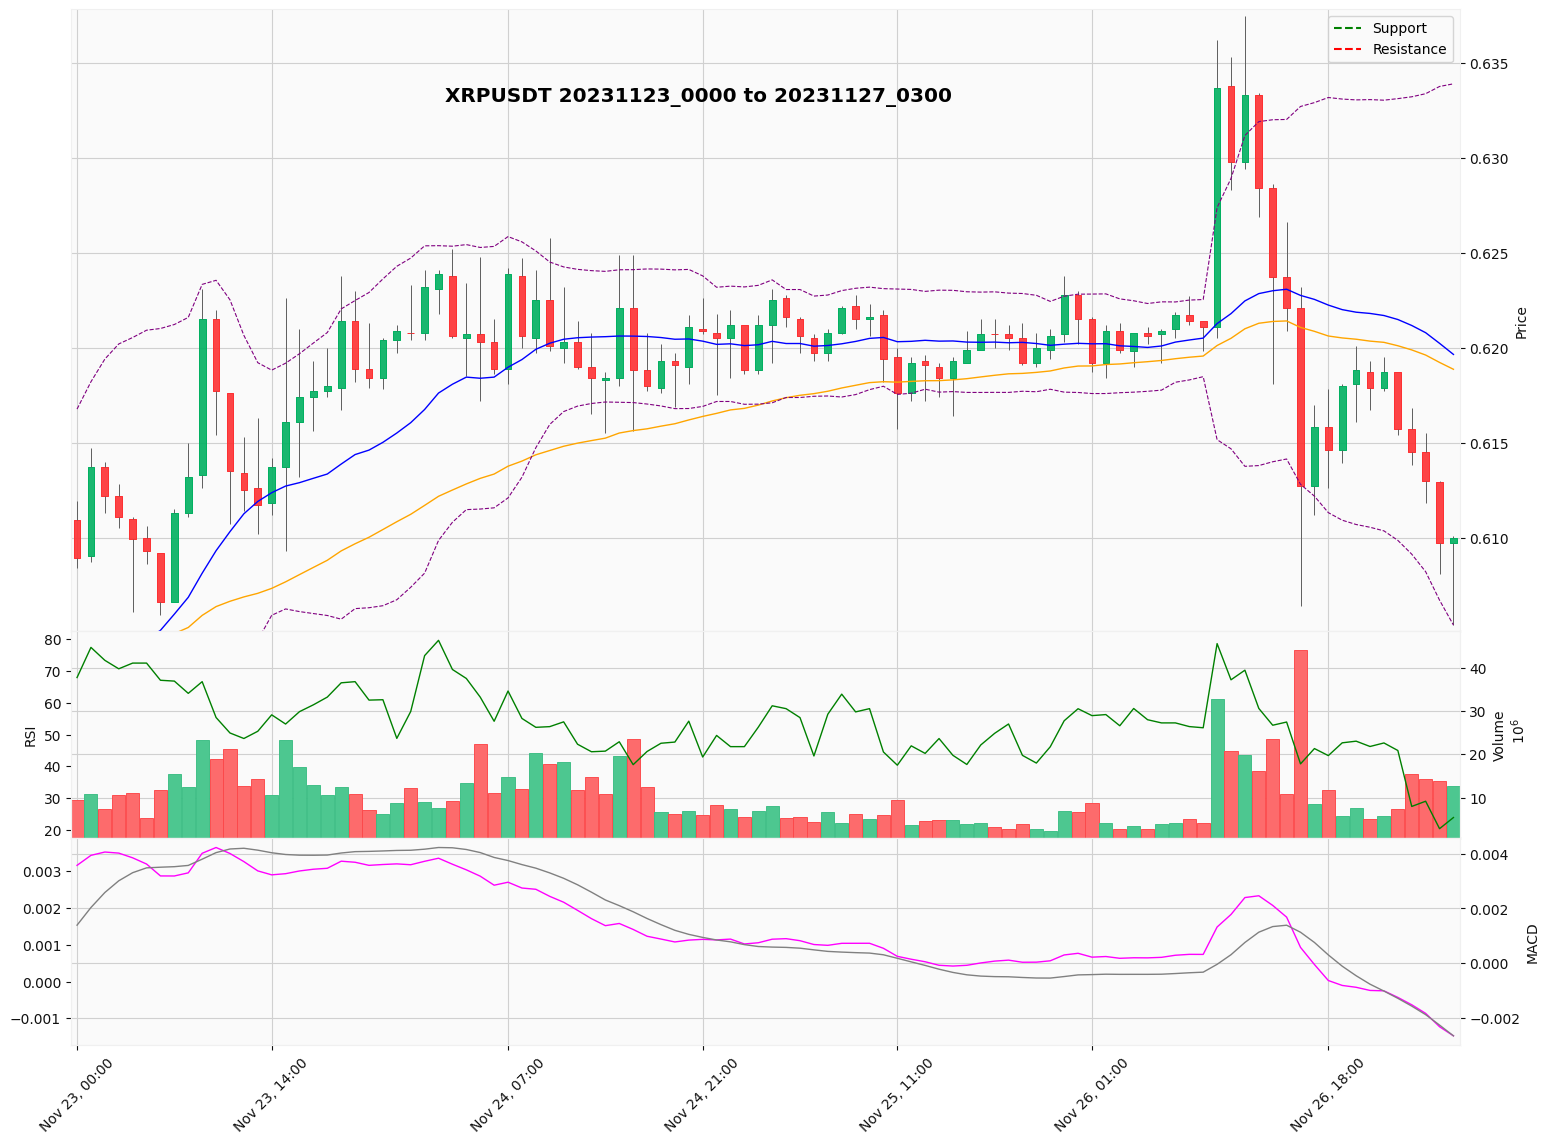 Support
Resistance
XRPUSDT 20231123_0000 to 20231127_0300
0.635
0.630
0.625
0.620
0.615
0.610
Price
80
70
60
50
40
30
20
RSI
40
30
20
10
Volume
10^6
0.003
0.002
0.001
0.000
−0.001
0.004
0.002
0.000
−0.002
MACD
Nov 23, 00:00
Nov 23, 14:00
Nov 24, 07:00
Nov 24, 21:00
Nov 25, 11:00
Nov 26, 01:00
Nov 26, 18:00